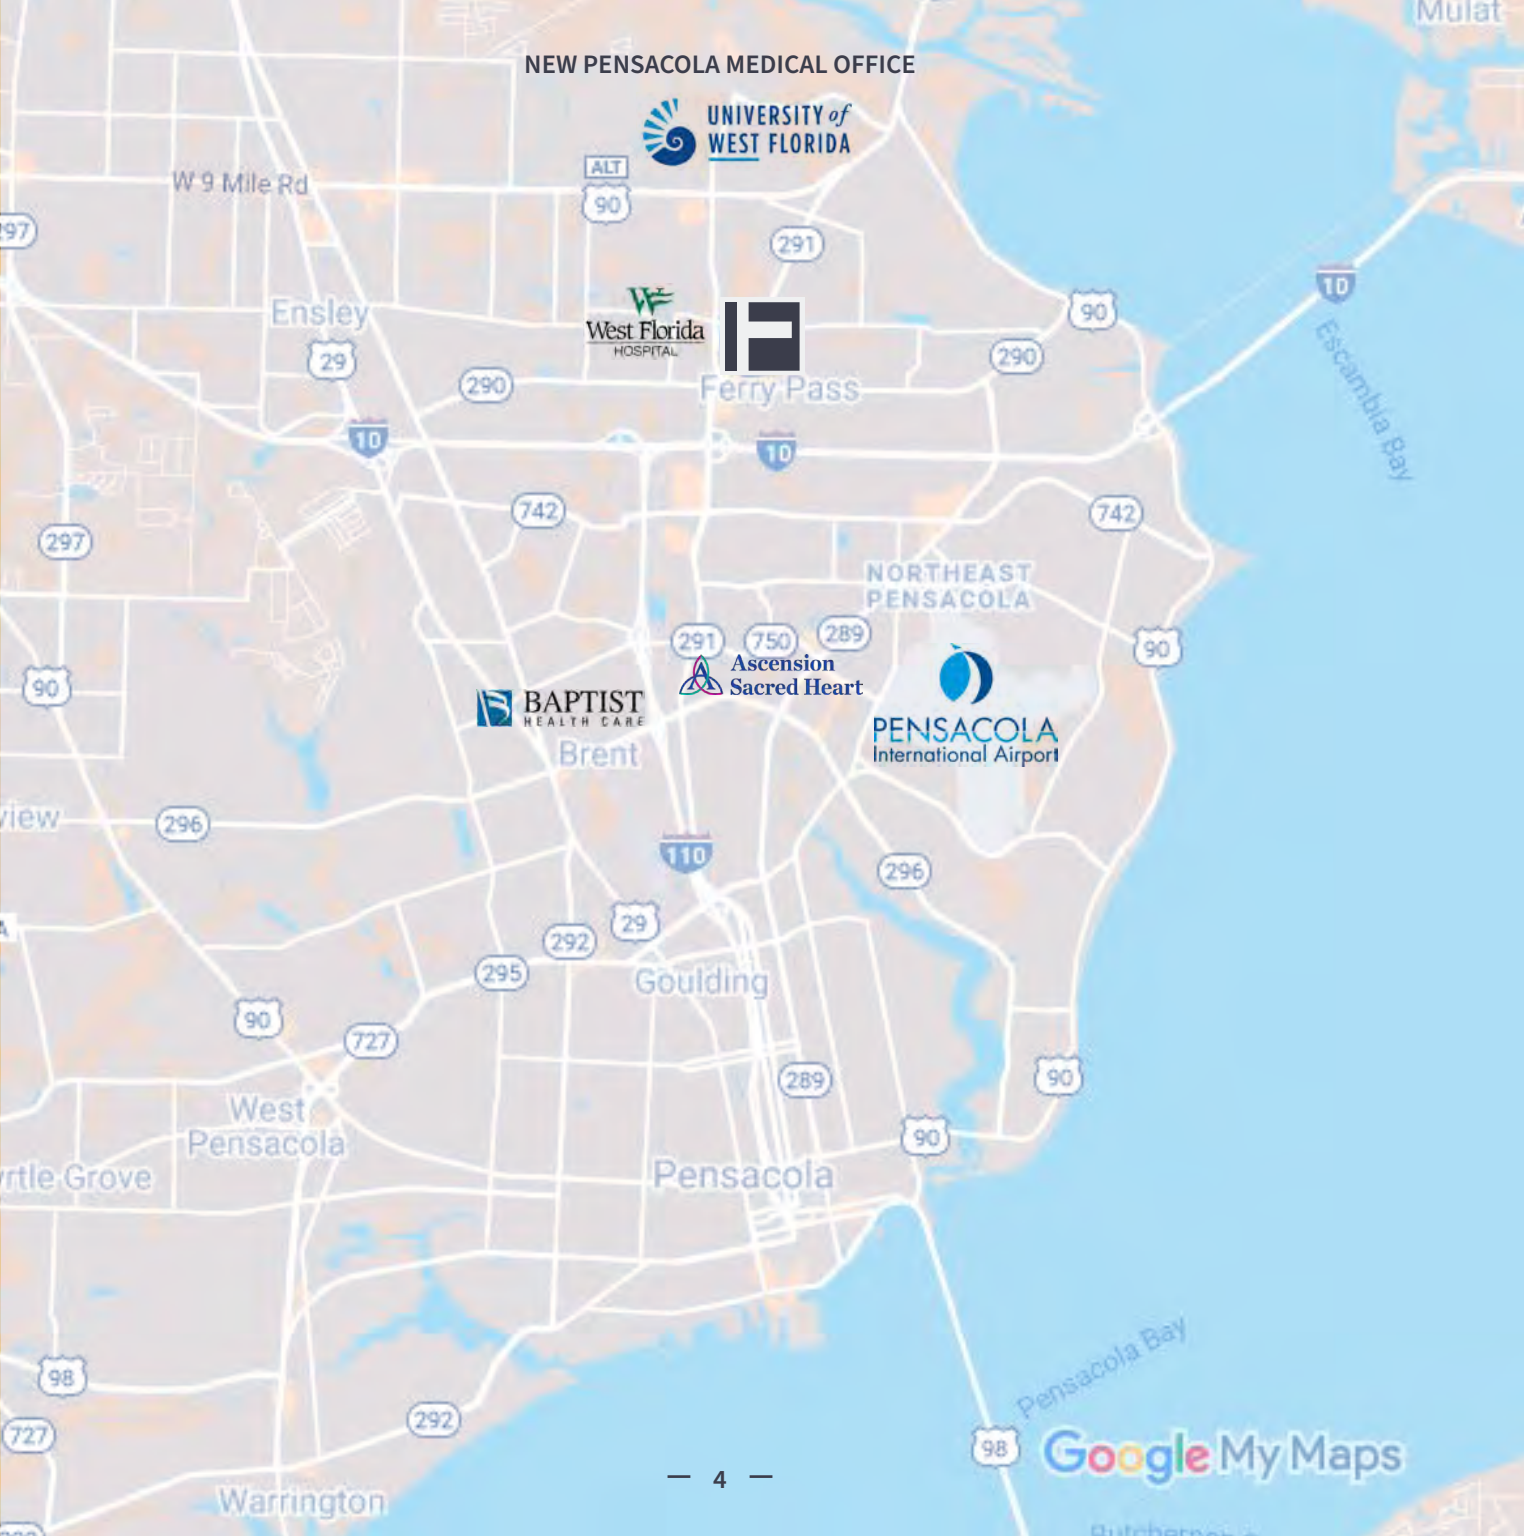 Mulat
NEW PENSACOLA MEDICAL OFFICE
UNIVERSITY of
WEST FLORIDA
ALT
90
W 9 Mile Rd
297
291
10
90
Ensley
West Florida
HOSPITAL
29
290
290
Ferry Pass
Escambia Bay
10
10
742
742
297
NORTHEAST
PENSACOLA
291
750
289
90
Ascension
Sacred Heart
90
BAPTIST
HEALTH CARE
PENSACOLA
International Airport
Brent
view
296
110
296
29
292
295
Goulding
90
727
289
90
West
Pensacola
90
Pensacola
rtle Grove
98
292
727
Pensacola Bay
98
Google My Maps
— 4 —
Warrington